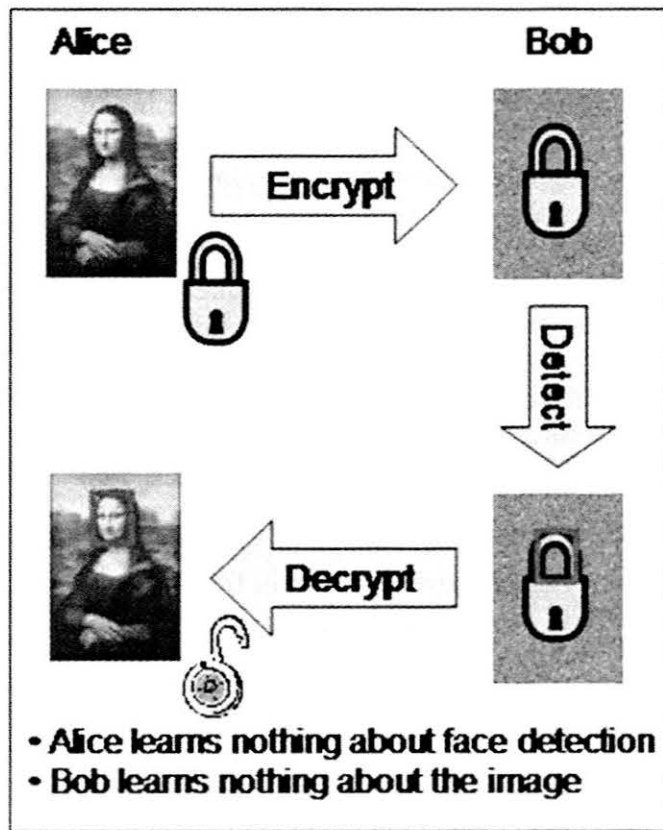 Alice
Bob
Encrypt
Detect
Decrypt
• Alice learns nothing about face detection
• Bob learns nothing about the image